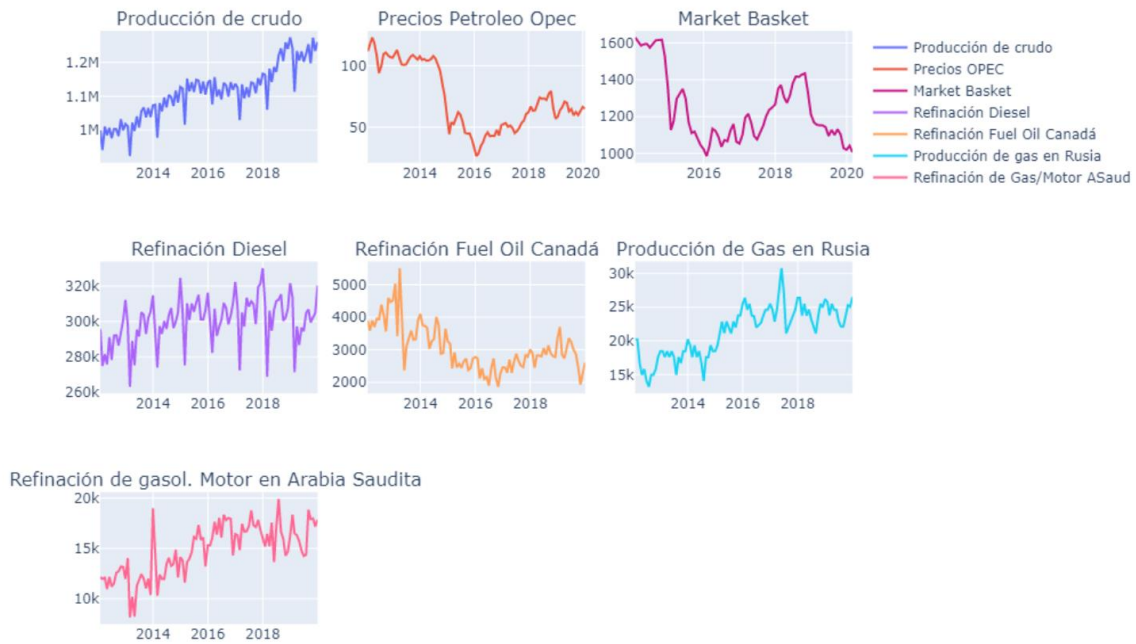 Producción de crudo
Precios Petroleo Opec
Market Basket
1.2M
1.1M
1M
2014
2016
2018
100
50
2014
2016
2018
2020
1600
1400
1200
1000
2016
2018
2020
Producción de crudo
Precios OPEC
Market Basket
Refinación Diesel
Refinación Fuel Oil Canadá
Producción de gas en Rusia
Refinación de Gas/Motor ASaud
Refinación Diesel
Refinación Fuel Oil Canadá
Producción de Gas en Rusia
320k
300k
280k
260k
2014
2016
2018
5000
4000
3000
2000
2014
2016
2018
30k
25k
20k
15k
2014
2016
2018
Refinación de gasol. Motor en Arabia Saudita
20k
15k
10k
2014
2016
2018